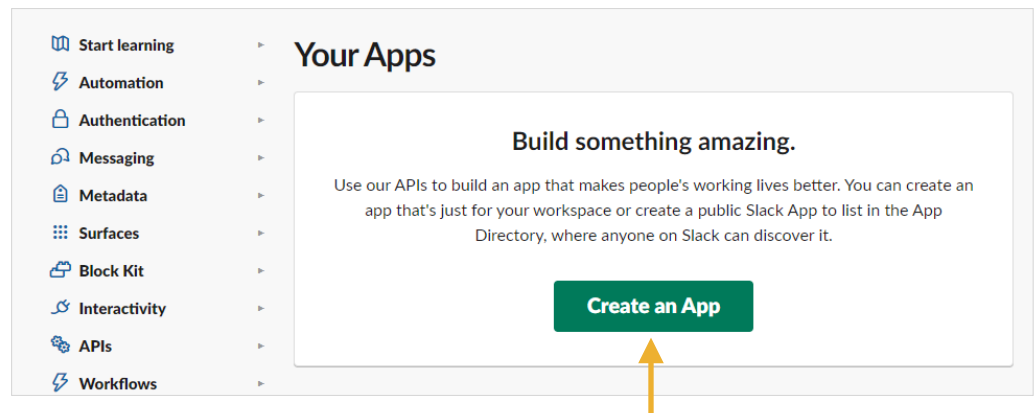 Start learning
Automation
Authentication
Messaging
Metadata
Surfaces
Block Kit
Interactivity
APIs
Workflows
Your Apps
Build something amazing.
Use our APIs to build an app that makes people's working lives better. You can create an
app that's just for your workspace or create a public Slack App to list in the App
Directory, where anyone on Slack can discover it.
Create an App